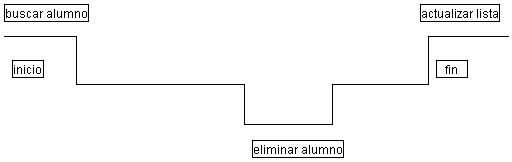 buscar alumno
actualizar lista
inicio
fin
eliminar alumno